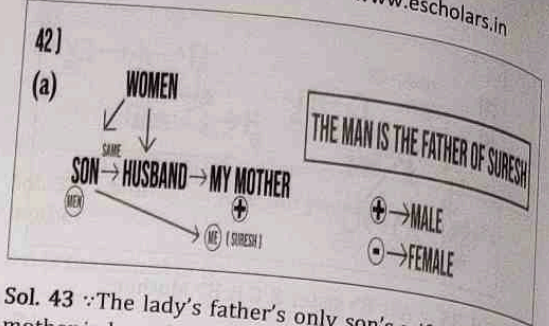 www.escholars.in
42]
(a)
WOMEN
SAME
SON → HUSBAND → MY MOTHER
MEN
+
ME ( SURESH )
THE MAN IS THE FATHER OF SURESH
+ → MALE
- → FEMALE
Sol. 43 ∵The lady's father's only son's